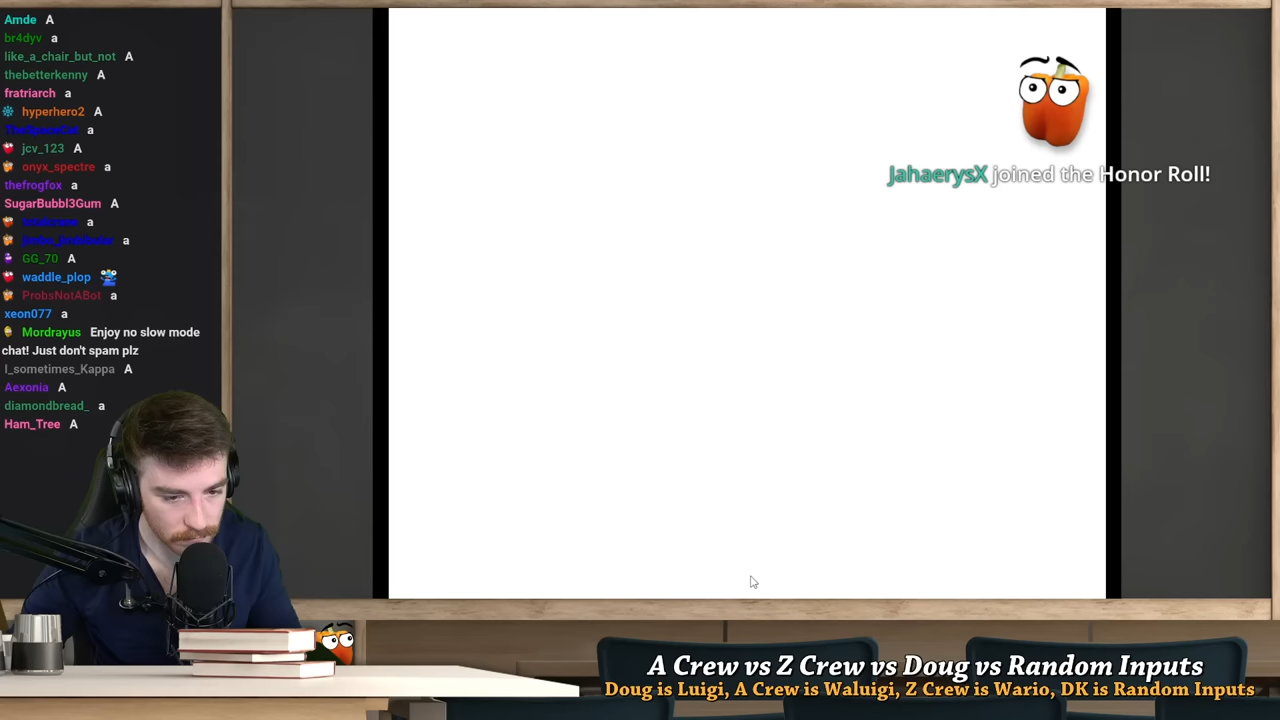 Amde A
br4dyv a
like_a_chair_but_not A
thebetterkenny A
fratriarch a
hyperhero2 A
a
jcv_123 A
onyx_spectre a
thefrogfox a
SugarBubbl3Gum A
a
a
GG_70 A
waddle_plop
ProbsNotABot a
xeon077 a
Mordrayus Enjoy no slow mode
chat! Just don't spam plz
I_sometimes_Kappa A
Aexonia A
diamondbread_ a
Ham_Tree A
JahaerysX joined the Honor Roll!
A Crew vs Z Crew vs Doug vs Random Inputs
Doug is Luigi, A Crew is Waluigi, Z Crew is Wario, DK is Random Inputs